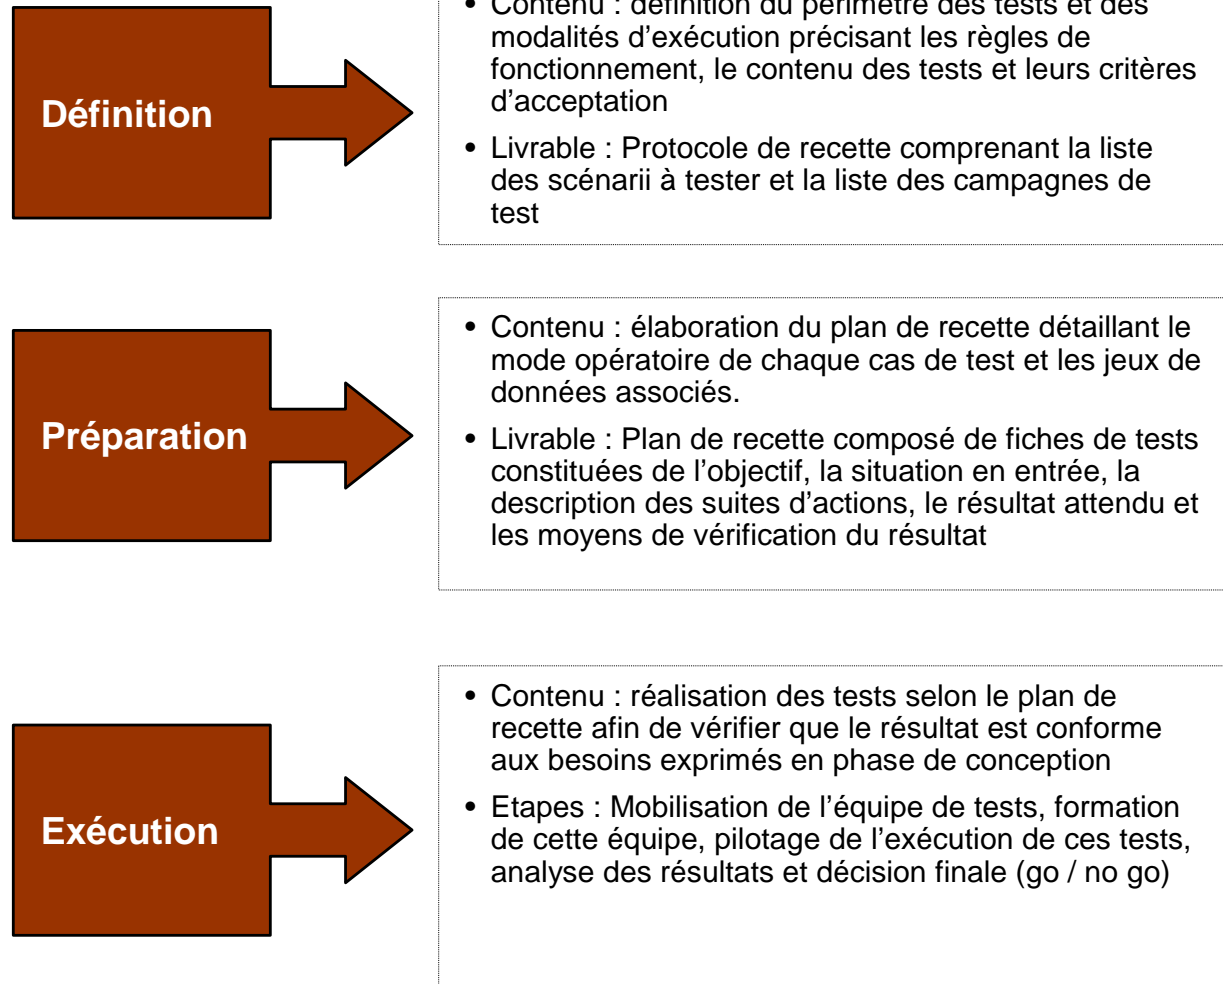 Définition
• Contenu : définition du périmètre des tests et des
modalités d’exécution précisant les règles de
fonctionnement, le contenu des tests et leurs critères
d’acceptation
• Livrable : Protocole de recette comprenant la liste
des scénarii à tester et la liste des campagnes de
test
Préparation
• Contenu : élaboration du plan de recette détaillant le
mode opératoire de chaque cas de test et les jeux de
données associés.
• Livrable : Plan de recette composé de fiches de tests
constituées de l’objectif, la situation en entrée, la
description des suites d’actions, le résultat attendu et
les moyens de vérification du résultat
Exécution
• Contenu : réalisation des tests selon le plan de
recette afin de vérifier que le résultat est conforme
aux besoins exprimés en phase de conception
• Etapes : Mobilisation de l’équipe de tests, formation
de cette équipe, pilotage de l’exécution de ces tests,
analyse des résultats et décision finale (go / no go)